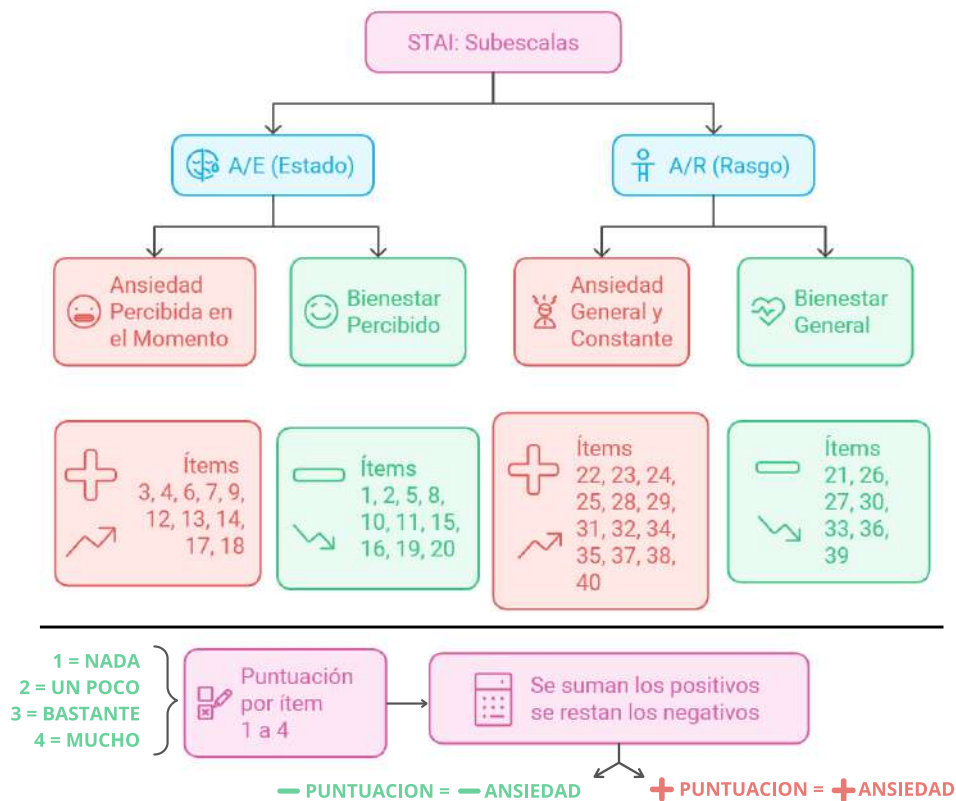 STAI: Subescalas
A/E (Estado)
A/R (Rasgo)
Ansiedad
Percibida en
el Momento
Bienestar
Percibido
Ansiedad
General y
Constante
Bienestar
General
Ítems
3, 4, 6, 7, 9,
12, 13, 14,
17, 18
Ítems
1, 2, 5, 8,
10, 11, 15,
16, 19, 20
Ítems
22, 23, 24,
25, 28, 29,
31, 32, 34,
35, 37, 38,
40
Ítems
21, 26,
27, 30,
33, 36,
39
1 = NADA
2 = UN POCO
3 = BASTANTE
4 = MUCHO
Puntuación
por ítem
1 a 4
Se suman los positivos
se restan los negativos
− PUNTUACION = − ANSIEDAD
+ PUNTUACION = + ANSIEDAD